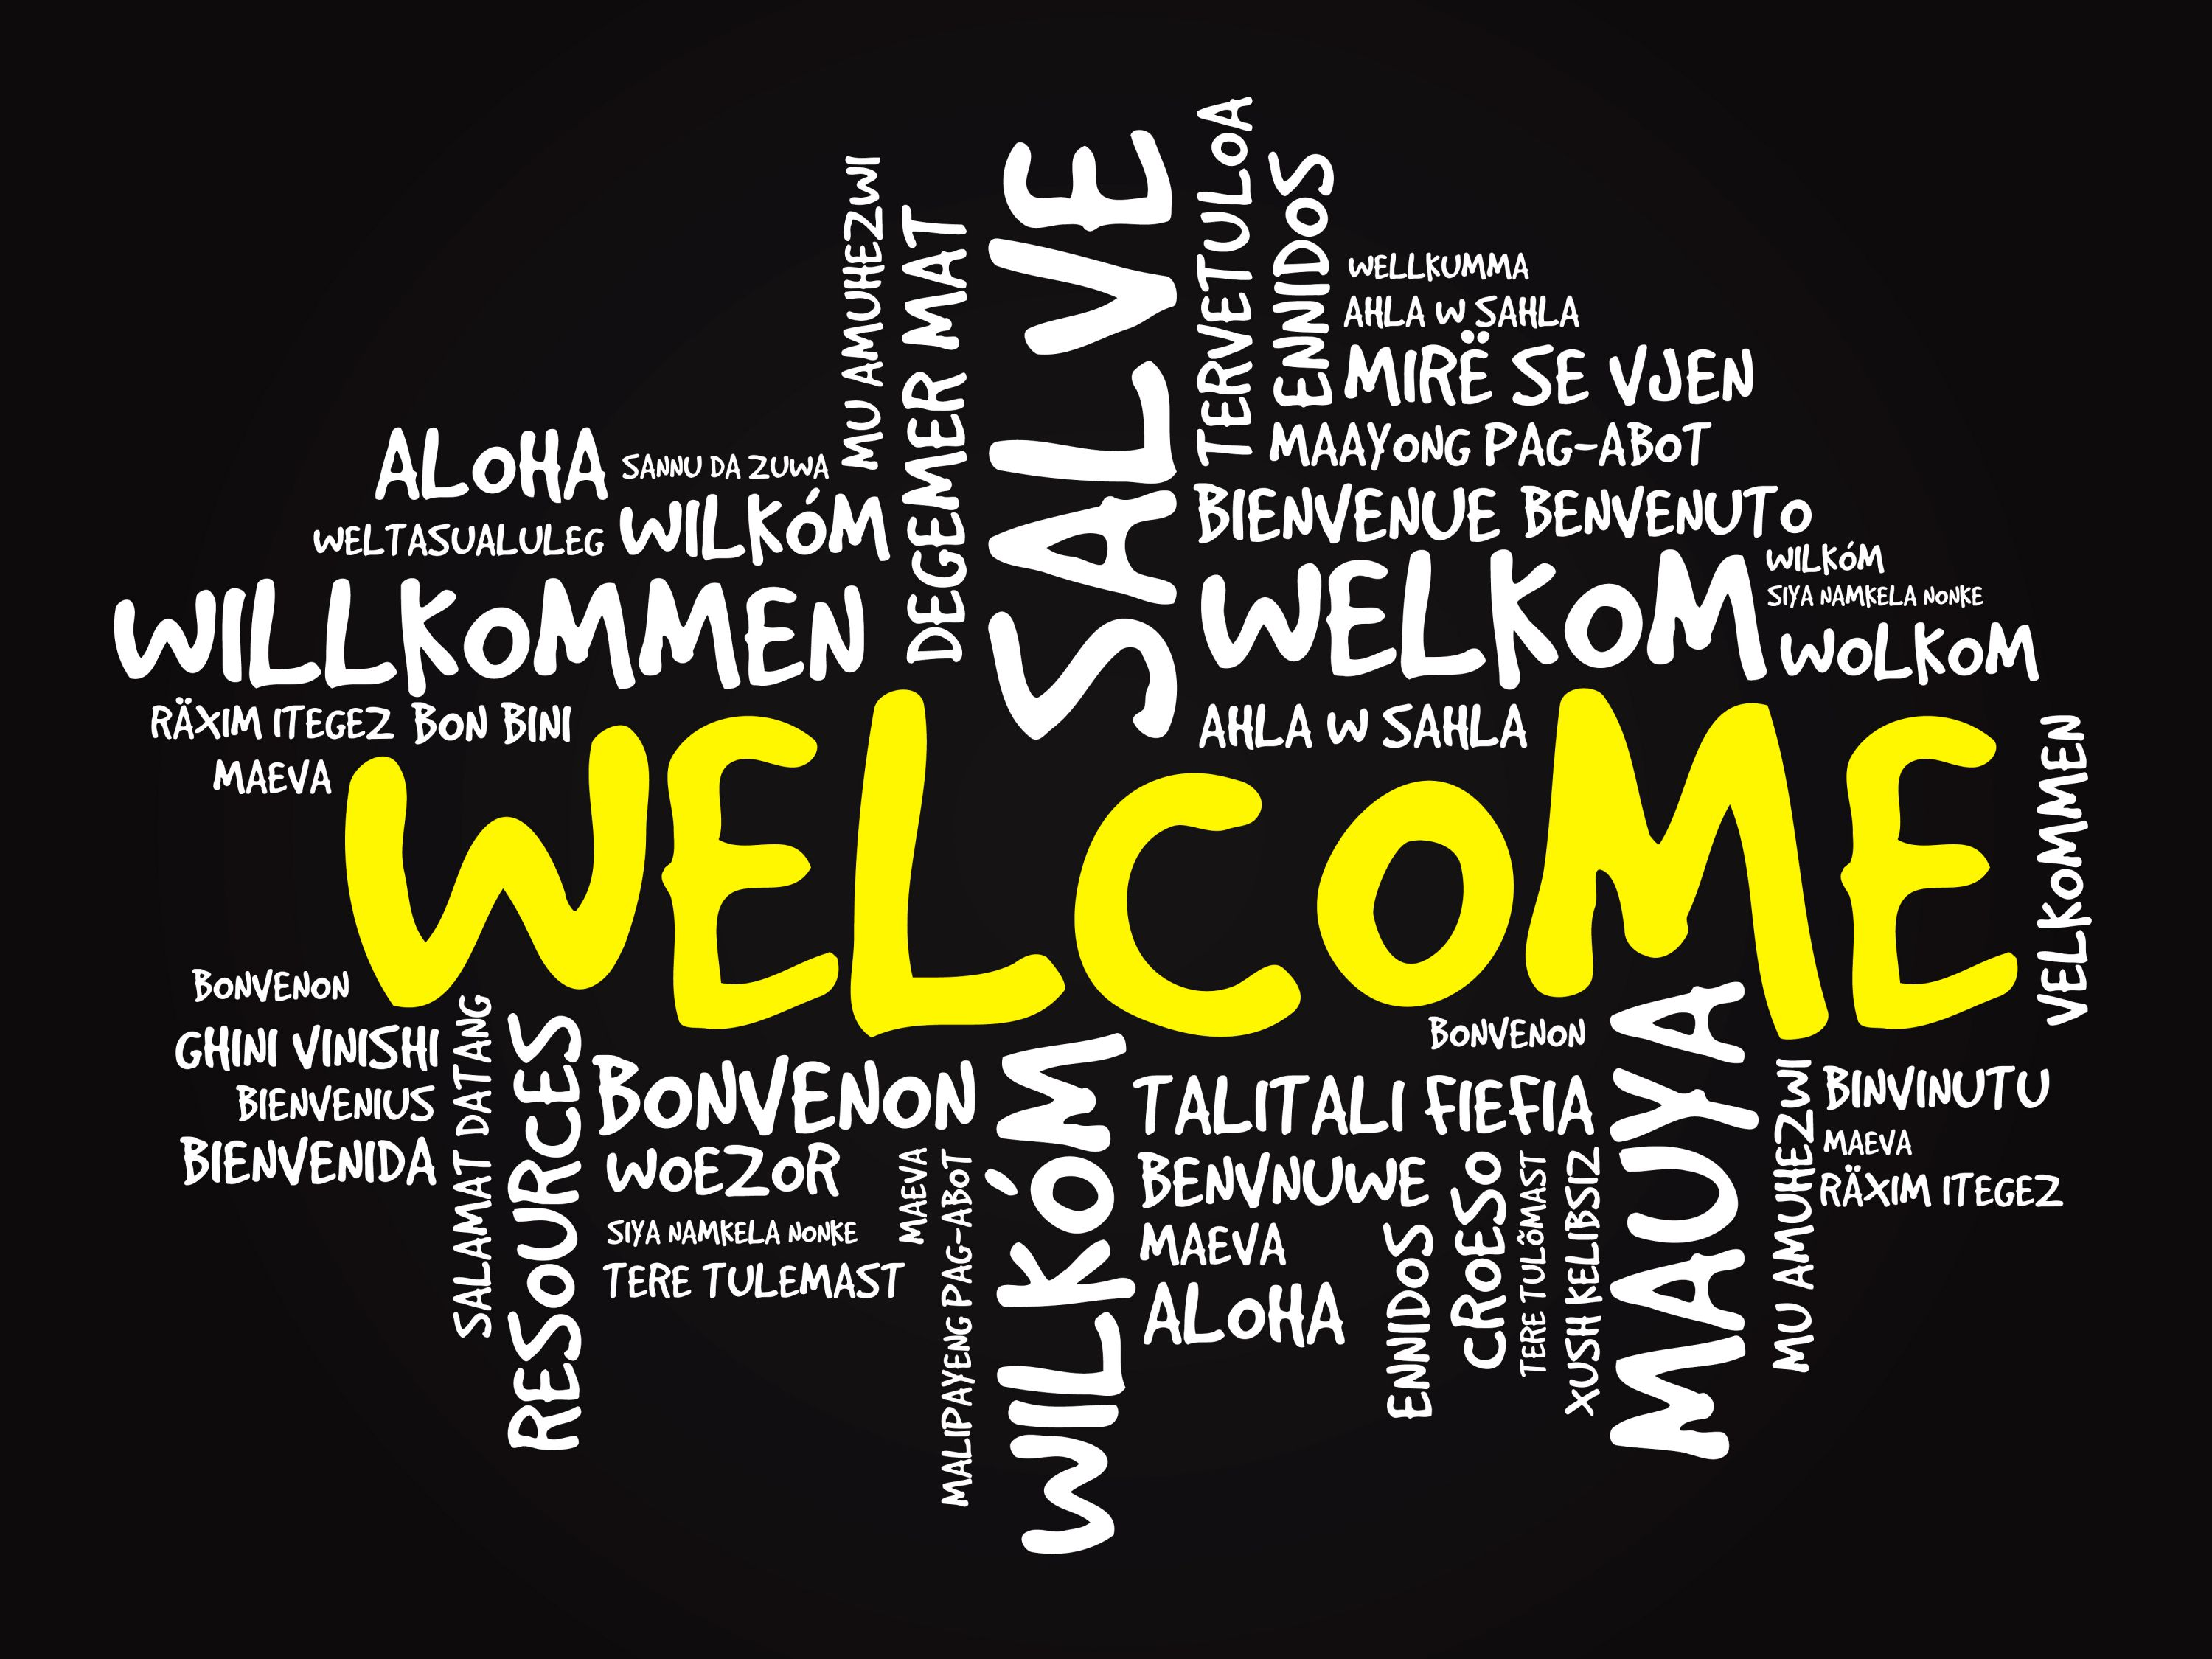 MU AMUHEZWI
DEGEMER MAT
SALVE
TERVETULOA
ENNIDOS
WELLKUMMA
AHLA W SAHLA
MIRË SE VJEN
MAAYONG PAG-ABOT
ALOHA
SANNU DA ZUWA
WELTASUALULEG
WILKÓM
BIENVENUE
BENVENUTO
WILLKOMMEN
WELKOM
WILKÓM
SIYA NAMKELA NONKE
WOLKOM
RÄXIM ITEGEZ
BON BINI
AHLA W SAHLA
MAEVA
WELCOME
VELKOMMEN
BONVENON
GHINI VINISHI
BIENVENIUS
BIENVENIDA
SALAMAT DATANG
RESOURCES
BONVENON
WOEZOR
SIYA NAMKELA NONKE
TERE TULEMAST
MAEVA
MALIPAYENG PAG-ABOT
WILKÓM
BONVENON
TALITALI FIEFIA
BENVNUWE
MAEVA
ALOHA
ENNIDOS
CROESO
TERE TULÕMAST
XUSH KELIBSIZ
MAUYA
MU AMUHEZWI
BINVINUTU
MAEVA
RÄXIM ITEGEZ